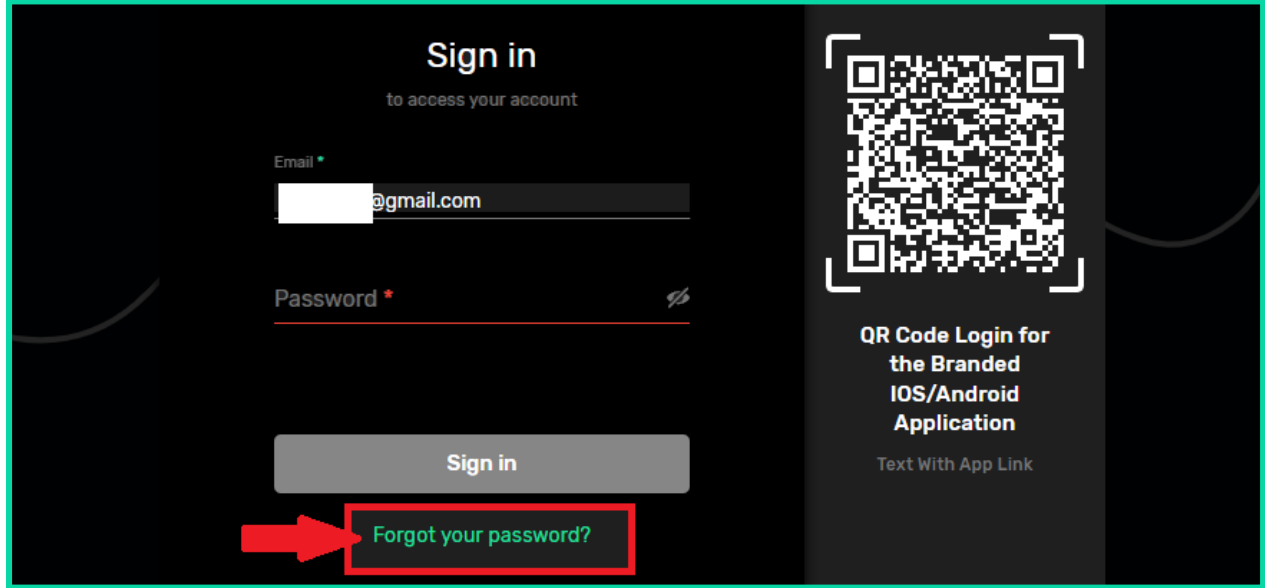 Sign in
to access your account
Email *
@gmail.com
Password *
Sign in
Forgot your password?
QR Code Login for
the Branded
IOS/Android
Application
Text With App Link